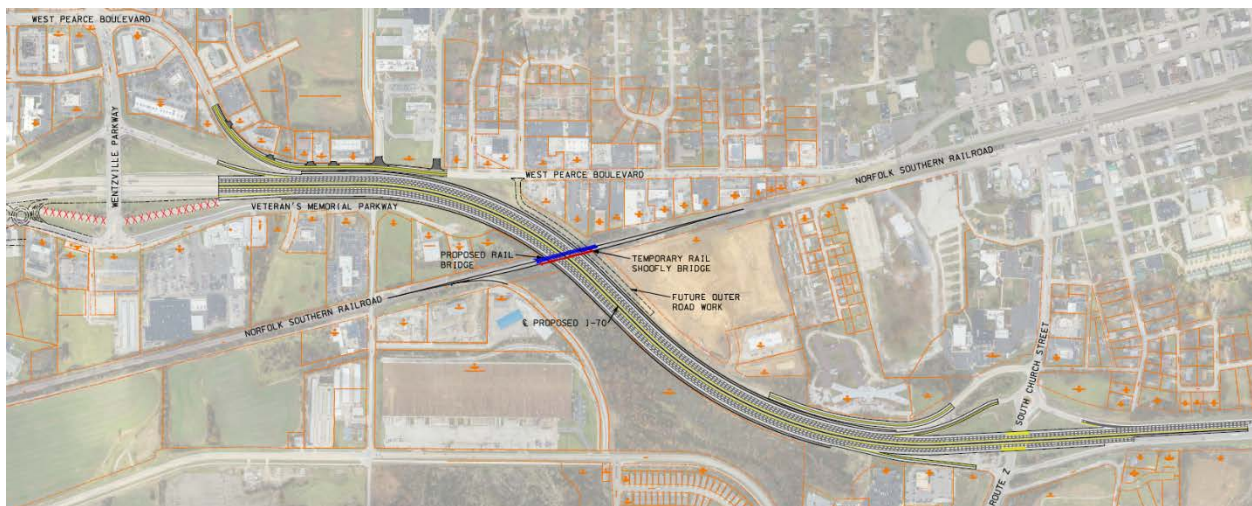 WEST PEARCE BOULEVARD
WENTZVILLE PARKWAY
VETERAN'S MEMORIAL PARKWAY
WEST PEARCE BOULEVARD
NORFOLK SOUTHERN RAILROAD
PROPOSED RAIL
BRIDGE
TEMPORARY RAIL
SHOOFLY BRIDGE
FUTURE OUTER
ROAD WORK
NORFOLK SOUTHERN RAILROAD
℄ PROPOSED I-70
SOUTH CHURCH STREET
ROUTE Z